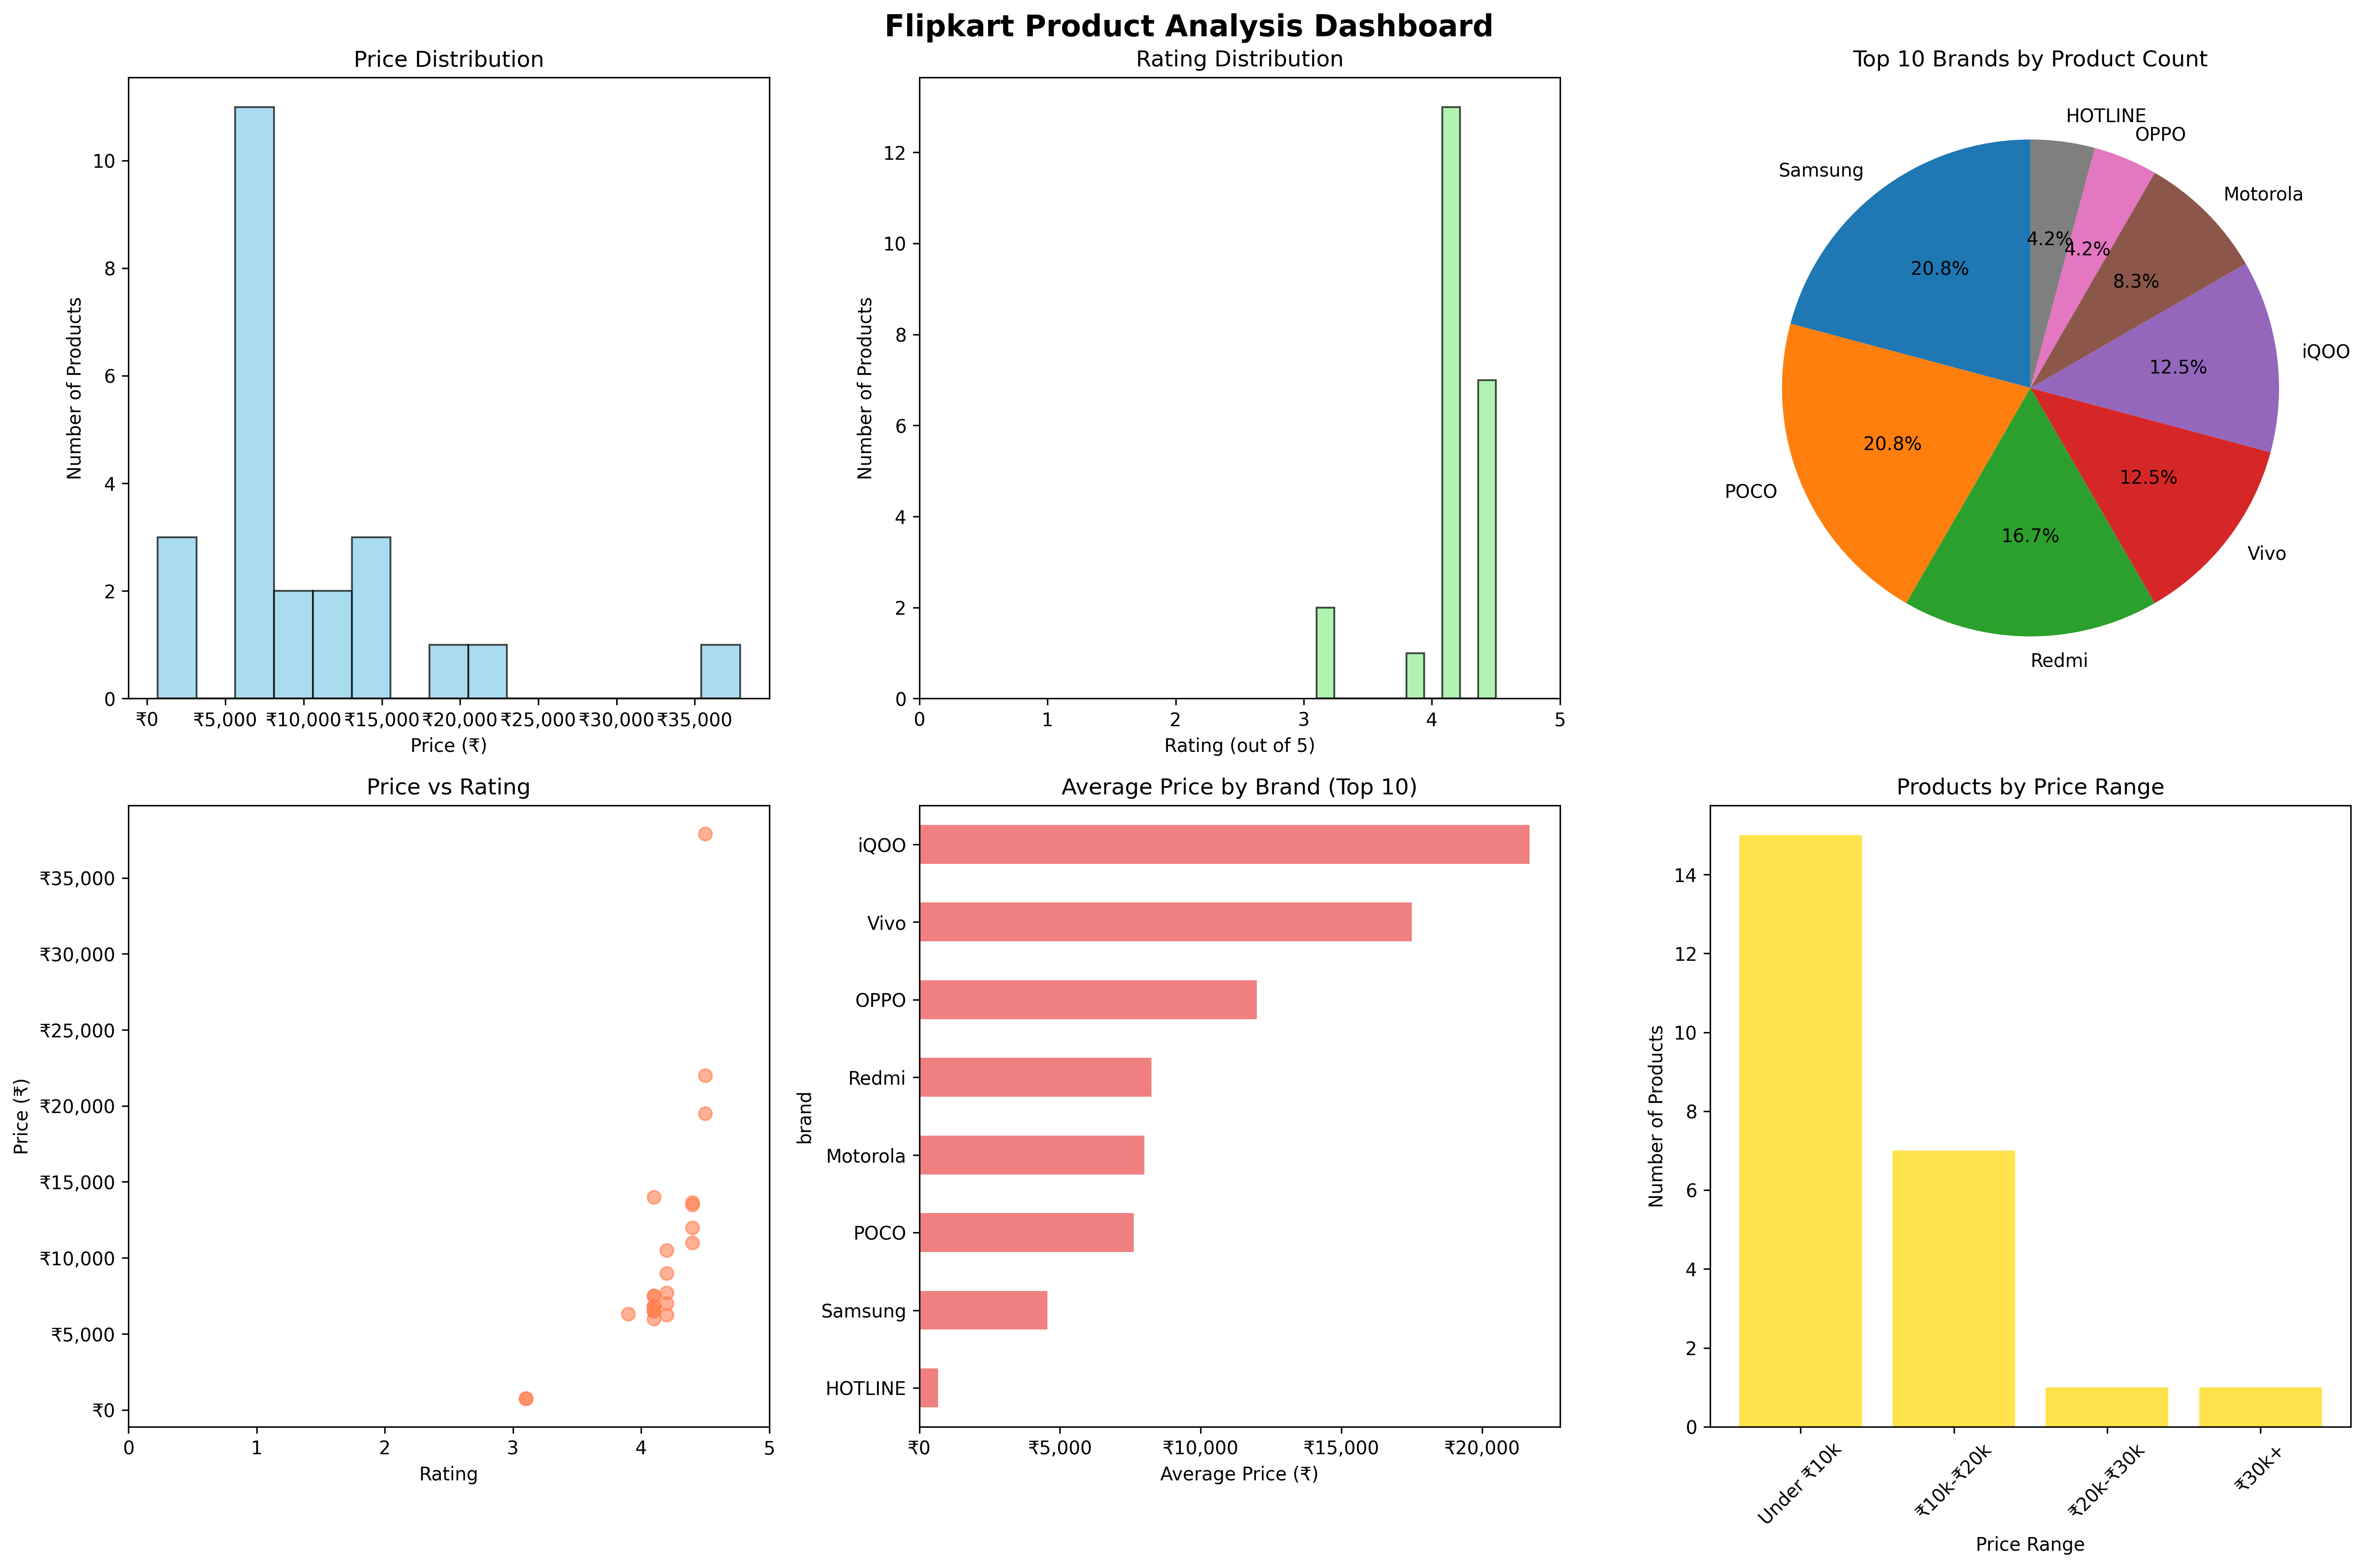 Flipkart Product Analysis Dashboard
Price Distribution
Number of Products
10
8
6
4
2
0
₹0 ₹5,000 ₹10,000 ₹15,000 ₹20,000 ₹25,000 ₹30,000 ₹35,000
Price (₹)
Rating Distribution
Number of Products
12
10
8
6
4
2
0
0 1 2 3 4 5
Rating (out of 5)
Top 10 Brands by Product Count
HOTLINE
OPPO
Samsung
Motorola
4.2%
4.2%
20.8%
8.3%
iQOO
12.5%
20.8%
12.5%
POCO
16.7%
Vivo
Redmi
Price vs Rating
Price (₹)
₹35,000
₹30,000
₹25,000
₹20,000
₹15,000
₹10,000
₹5,000
₹0
0 1 2 3 4 5
Rating
Average Price by Brand (Top 10)
brand
iQOO
Vivo
OPPO
Redmi
Motorola
POCO
Samsung
HOTLINE
₹0 ₹5,000 ₹10,000 ₹15,000 ₹20,000
Average Price (₹)
Products by Price Range
Number of Products
14
12
10
8
6
4
2
0
Under ₹10k
₹10k-₹20k
₹20k-₹30k
₹30k+
Price Range